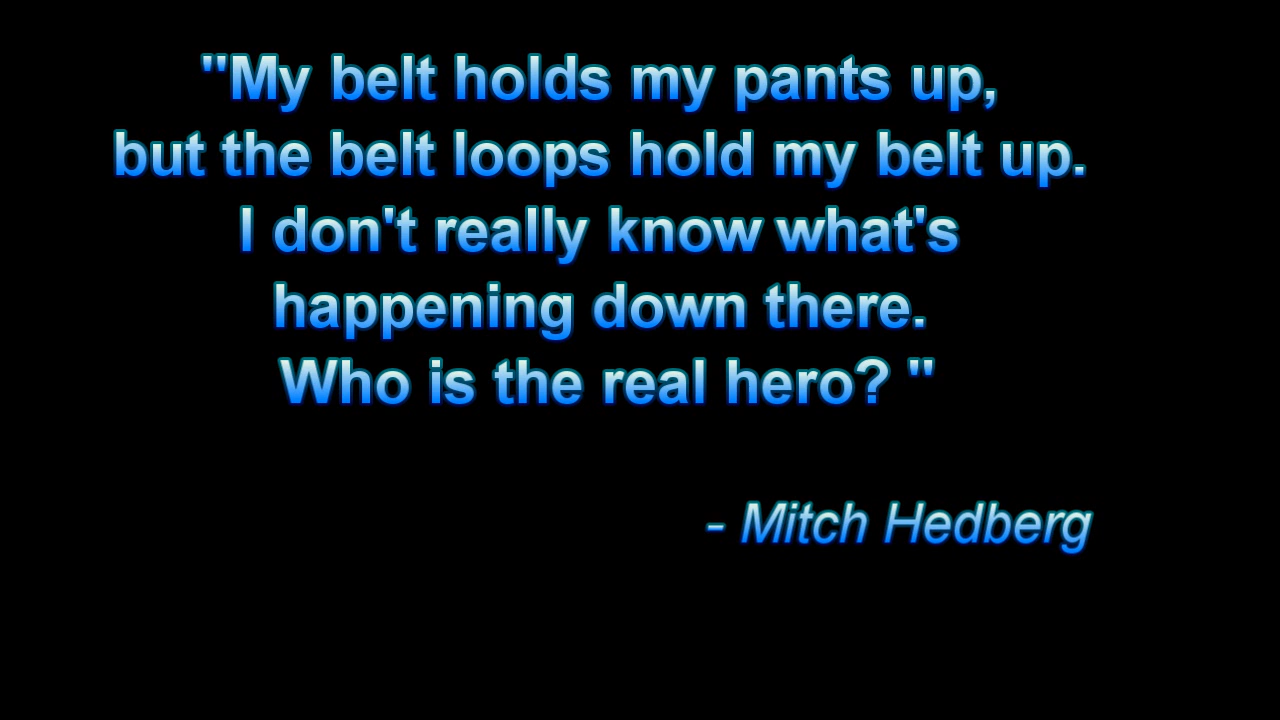 "My belt holds my pants up,
but the belt loops hold my belt up.
I don't really know what's
happening down there.
Who is the real hero? "
- Mitch Hedberg